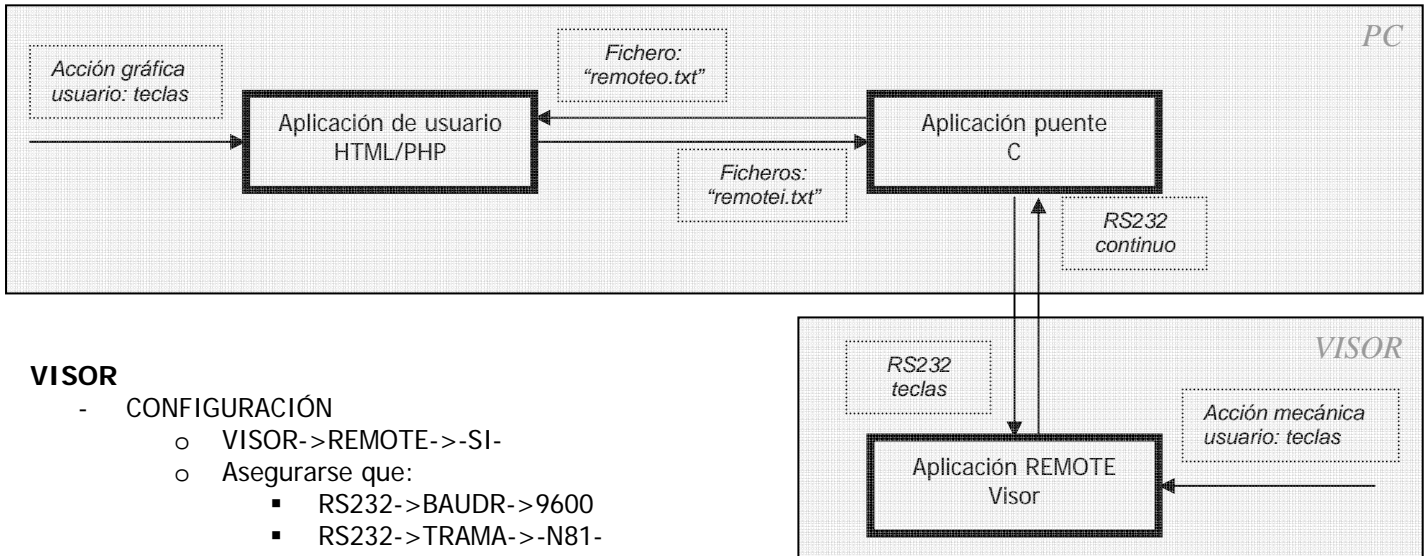 PC
Acción gráfica
usuario: teclas
Fichero:
“remoteo.txt”
Aplicación de usuario
HTML/PHP
Aplicación puente
C
Ficheros:
“remotei.txt”
RS232
continuo
VISOR
RS232
teclas
Acción mecánica
usuario: teclas
Aplicación REMOTE
Visor
VISOR
- CONFIGURACIÓN
o VISOR->REMOTE->-SI-
o Asegurarse que:
▪ RS232->BAUDR->9600
▪ RS232->TRAMA->-N81-